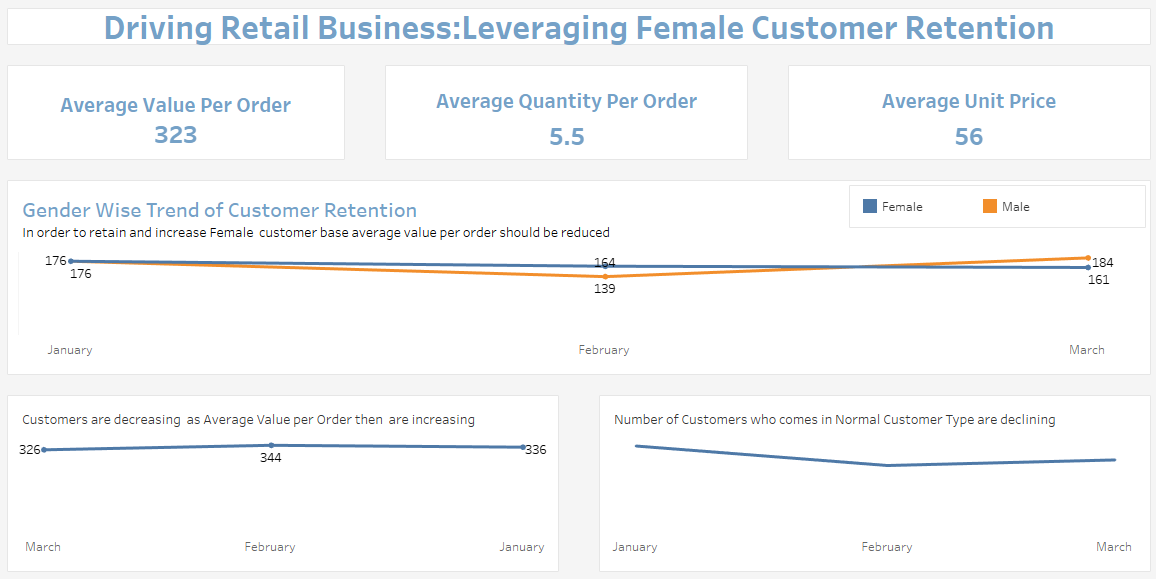 Driving Retail Business:Leveraging Female Customer Retention
Average Value Per Order
323
Average Quantity Per Order
5.5
Average Unit Price
56
Gender Wise Trend of Customer Retention
In order to retain and increase Female  customer base average value per order should be reduced
Female
Male
176
176
164
139
184
161
January
February
March
Customers are decreasing  as Average Value per Order then  are increasing
326
344
336
March
February
January
Number of Customers who comes in Normal Customer Type are declining
January
February
March